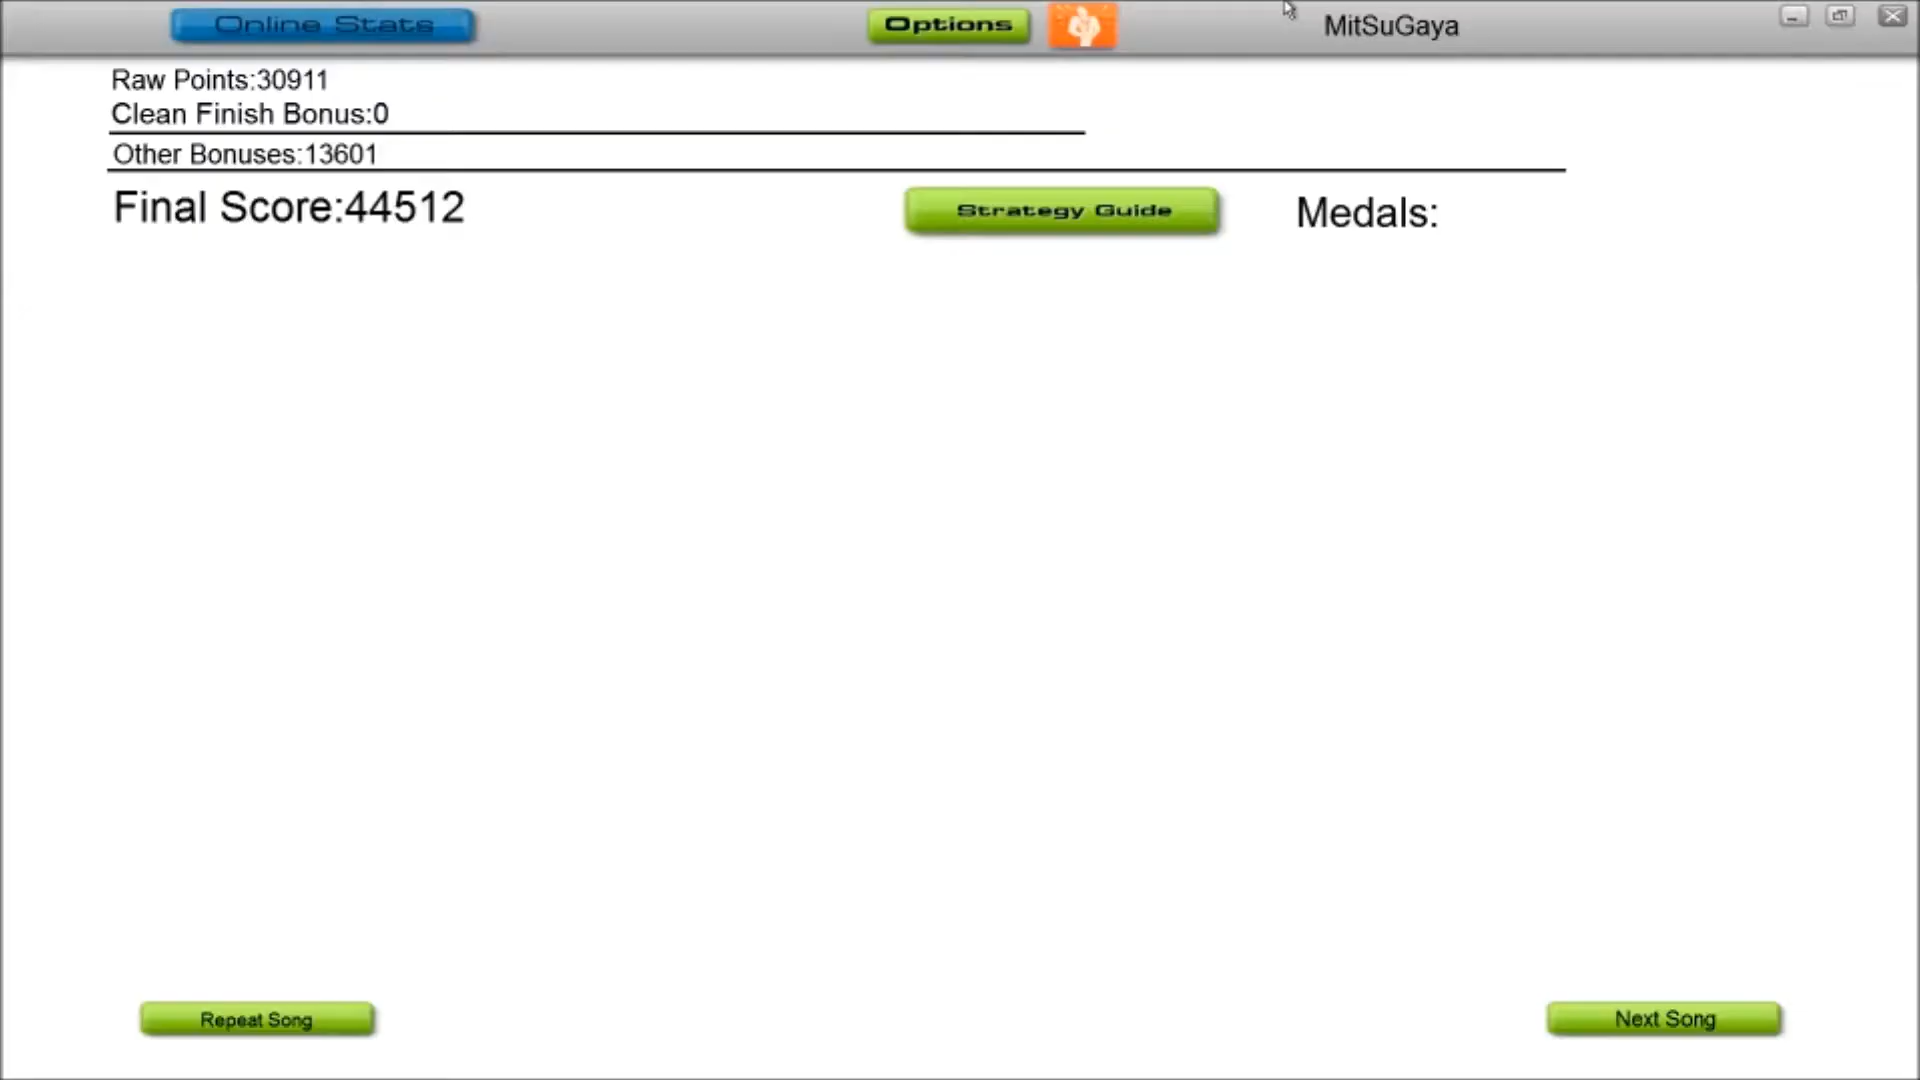 Online Stats
Options
MitSuGaya
Raw Points:30911
Clean Finish Bonus:0
Other Bonuses:13601
Final Score:44512
Strategy Guide
Medals:
Repeat Song
Next Song